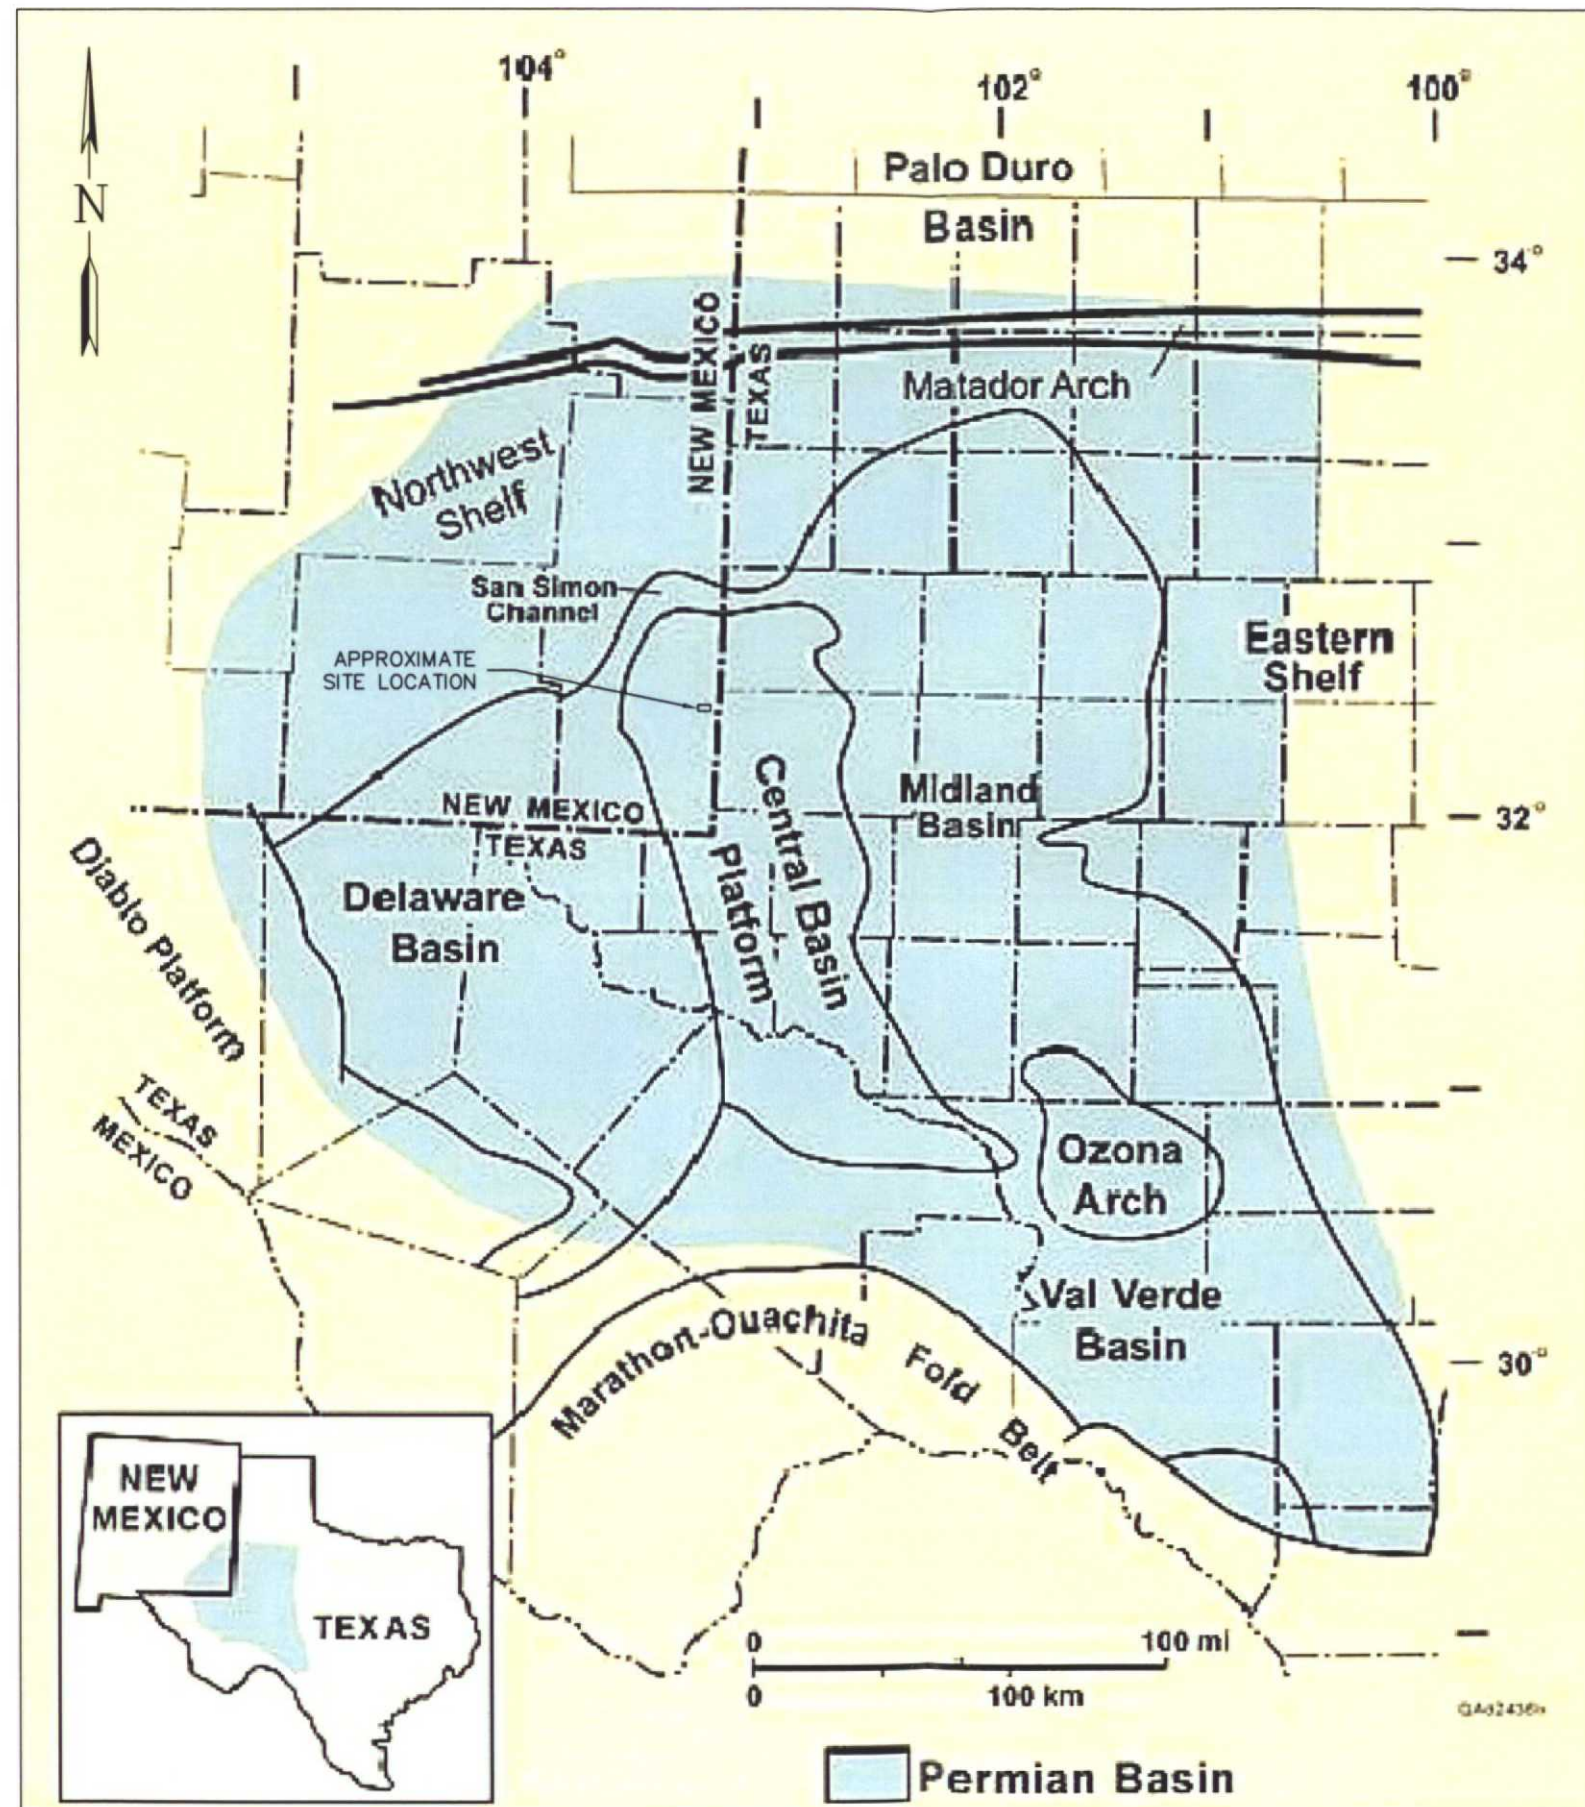 104°
102°
100°
N
Palo Duro
Basin
34°
NEW MEXICO
TEXAS
Matador Arch
Northwest
Shelf
San Simon
Channel
Eastern
Shelf
APPROXIMATE
SITE LOCATION
Central Basin
Platform
Midland
Basin
NEW MEXICO
TEXAS
32°
Delaware
Basin
Diablo Platform
TEXAS
MEXICO
Ozona
Arch
Val Verde
Basin
30°
Marathon-Ouachita Fold Belt
NEW
MEXICO
TEXAS
0 100 mi
0 100 km
Permian Basin